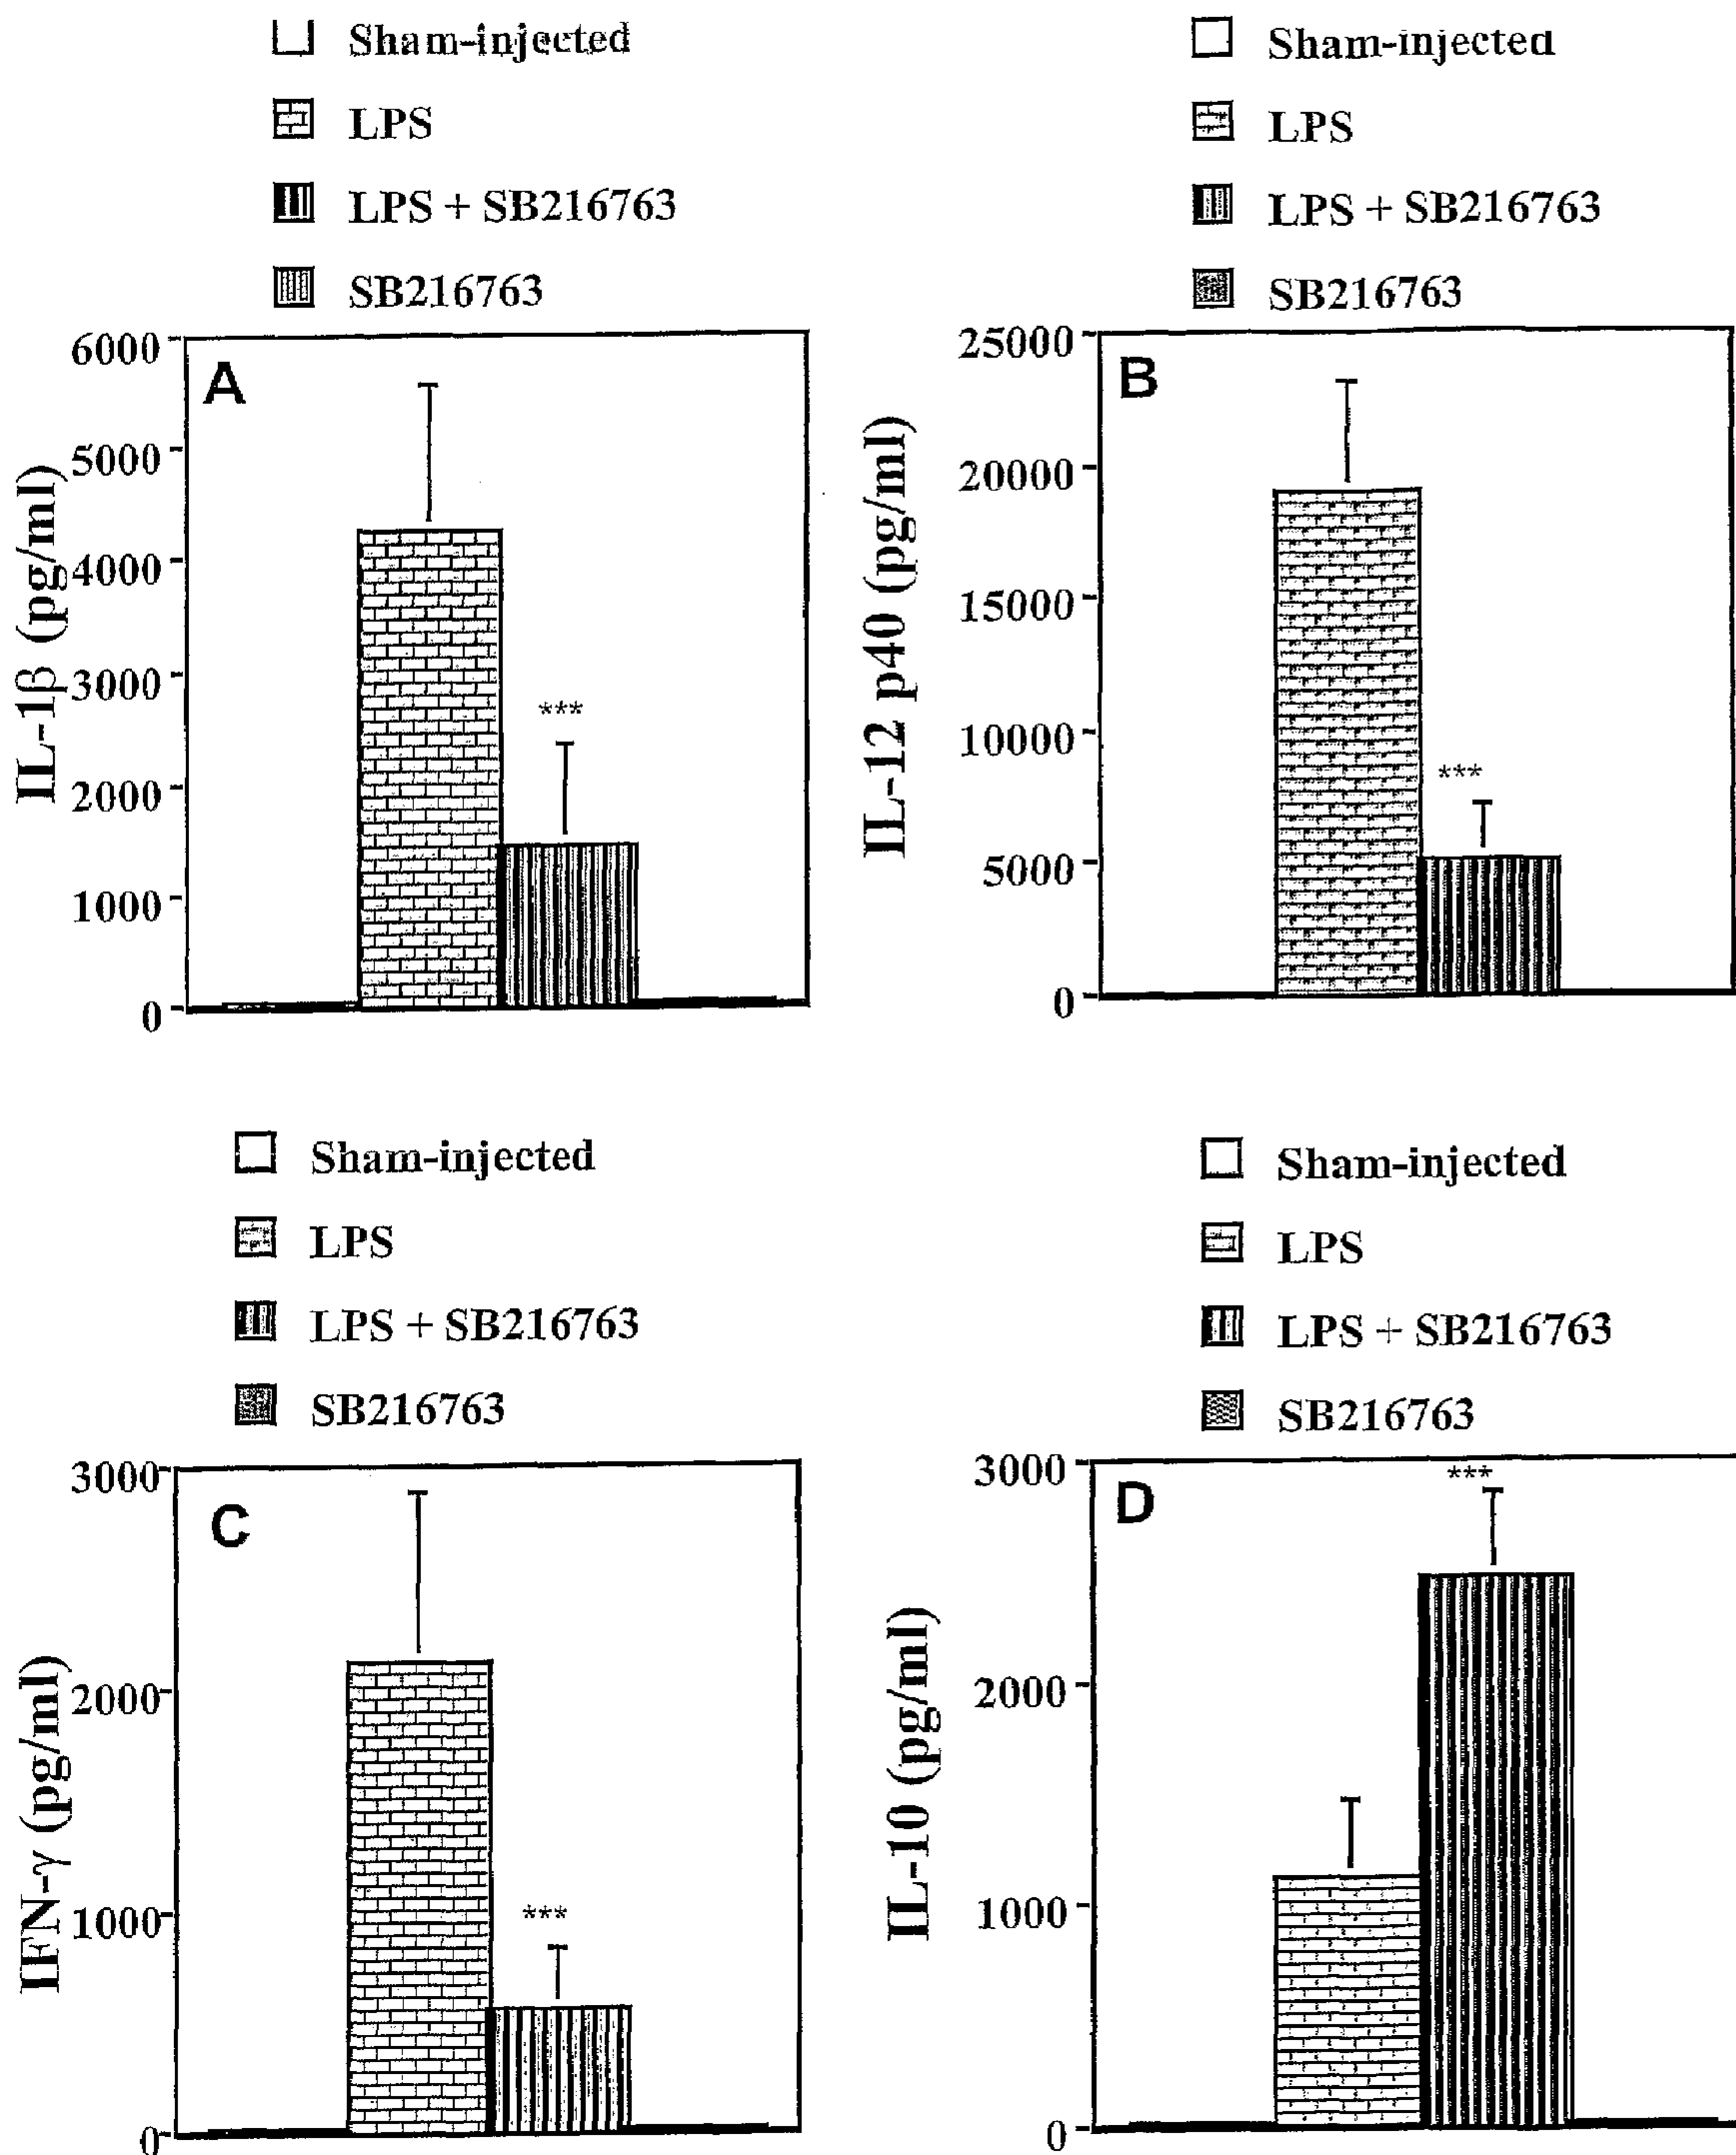 Sham-injected
LPS
LPS + SB216763
SB216763
6000
5000
4000
3000
2000
1000
0
IL-1β (pg/ml)
A
***
Sham-injected
LPS
LPS + SB216763
SB216763
25000
20000
15000
10000
5000
0
IL-12 p40 (pg/ml)
B
***
Sham-injected
LPS
LPS + SB216763
SB216763
3000
2000
1000
0
IFN-γ (pg/ml)
C
***
Sham-injected
LPS
LPS + SB216763
SB216763
3000
2000
1000
0
IL-10 (pg/ml)
D
***